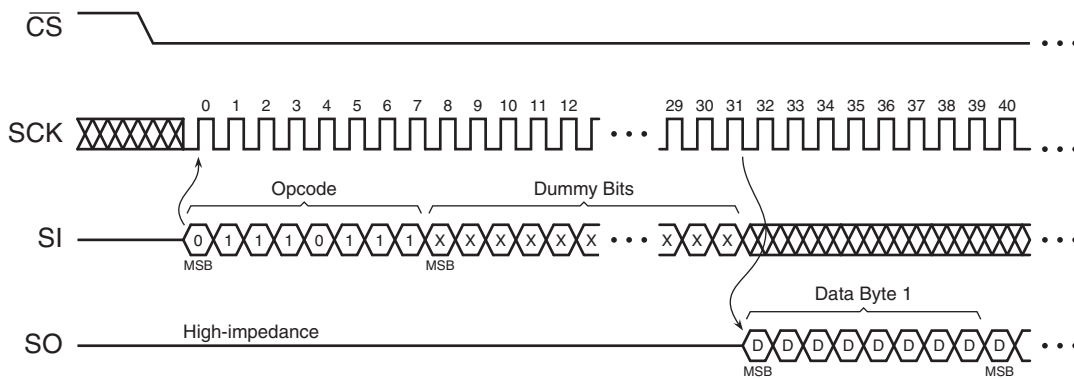 CS
0 1 2 3 4 5 6 7 8 9 10 11 12 29 30 31 32 33 34 35 36 37 38 39 40
SCK
Opcode Dummy Bits
SI 0 1 1 1 0 1 1 1 X X X X X X X X X
MSB MSB
Data Byte 1
High-impedance
SO D D D D D D D D D
MSB MSB